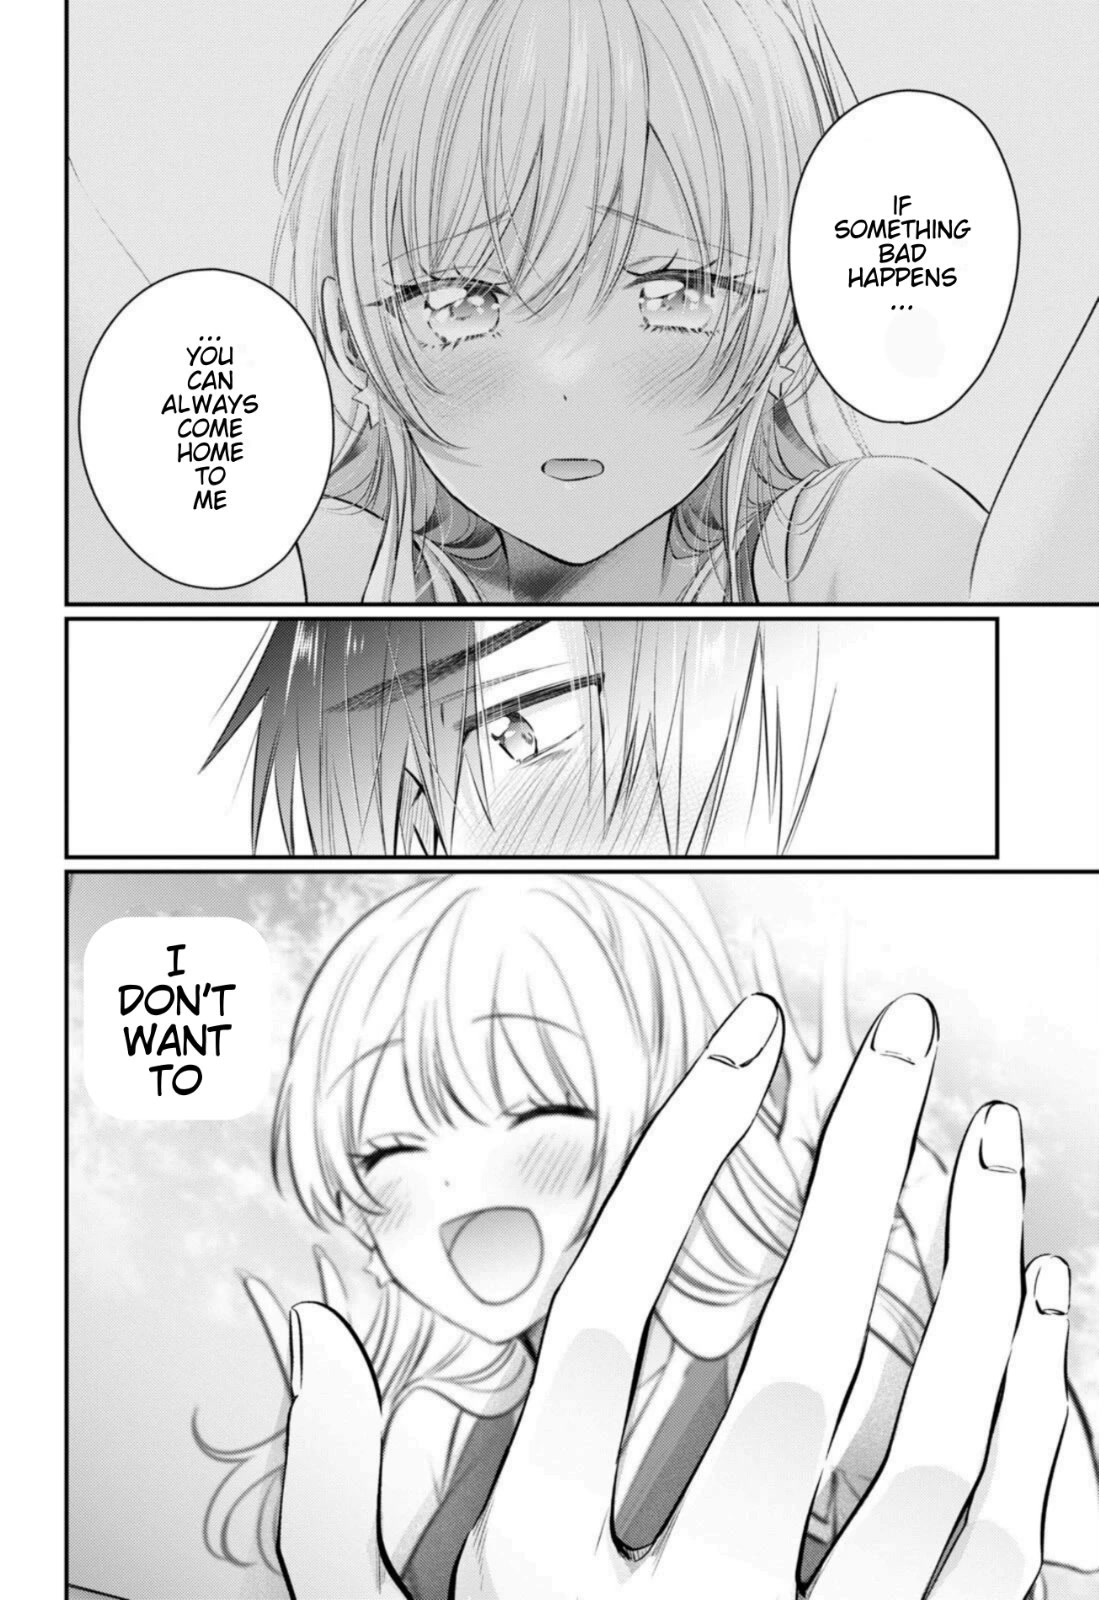 IF
SOMETHING
BAD
HAPPENS
...
...
YOU
CAN
ALWAYS
COME
HOME
TO
ME
I
DON'T
WANT
TO